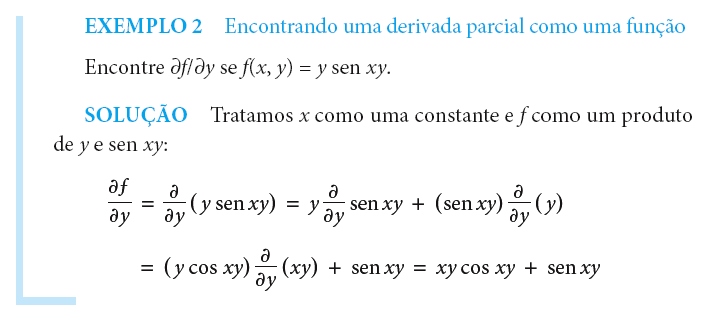 EXEMPLO 2 Encontrando uma derivada parcial como uma função
Encontre ∂f/∂y se f(x, y) = y sen xy.
SOLUÇÃO Tratamos x como uma constante e f como um produto
de y e sen xy:
∂f/∂y = ∂/∂y (y sen xy) = y ∂/∂y sen xy + (sen xy) ∂/∂y (y)
= (y cos xy) ∂/∂y (xy) + sen xy = xy cos xy + sen xy